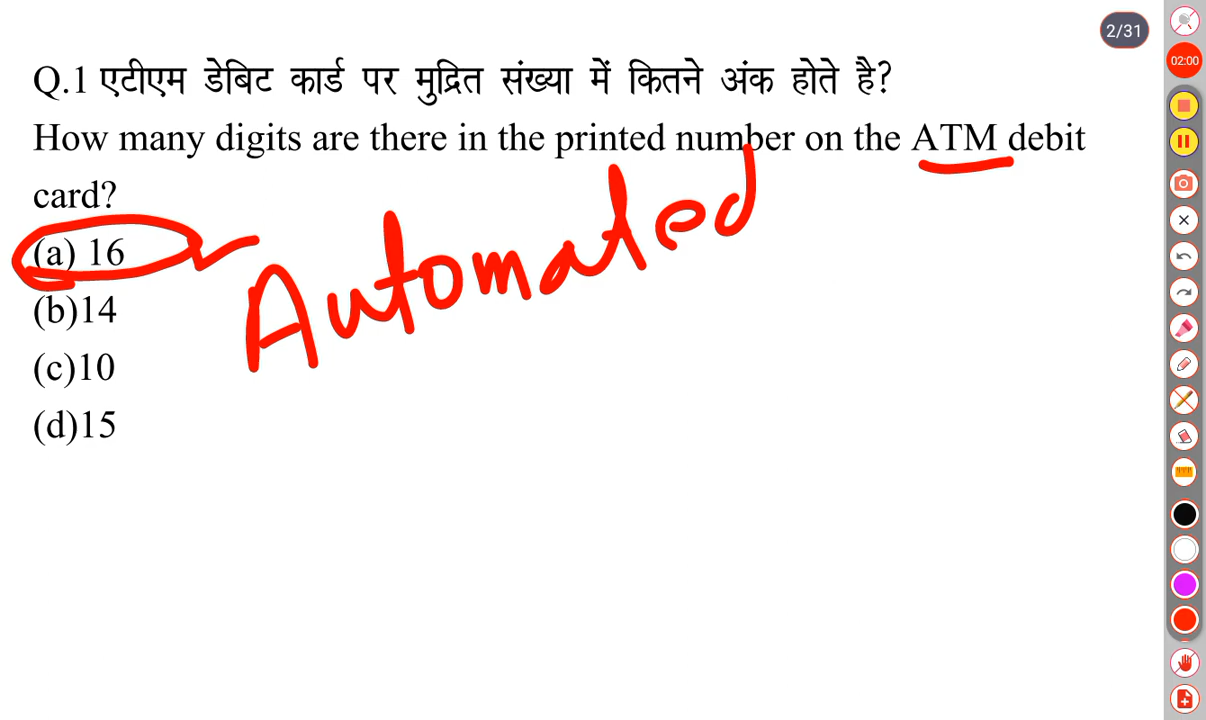 2/31
02:00
Q.1 एटीएम डेबिट कार्ड पर मुद्रित संख्या में कितने अंक होते है?
How many digits are there in the printed number on the ATM debit
card?
(a) 16
Automated
(b)14
(c)10
(d)15